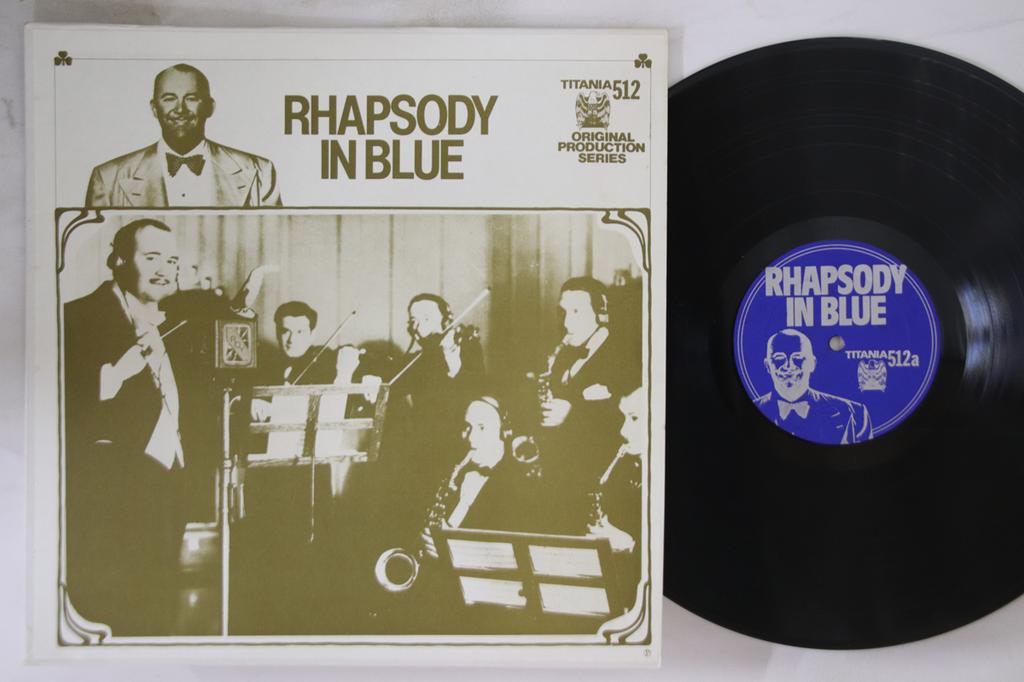 RHAPSODY
IN BLUE
TITANIA 512
ORIGINAL
PRODUCTION
SERIES
RHAPSODY
IN BLUE
TITANIA 512a